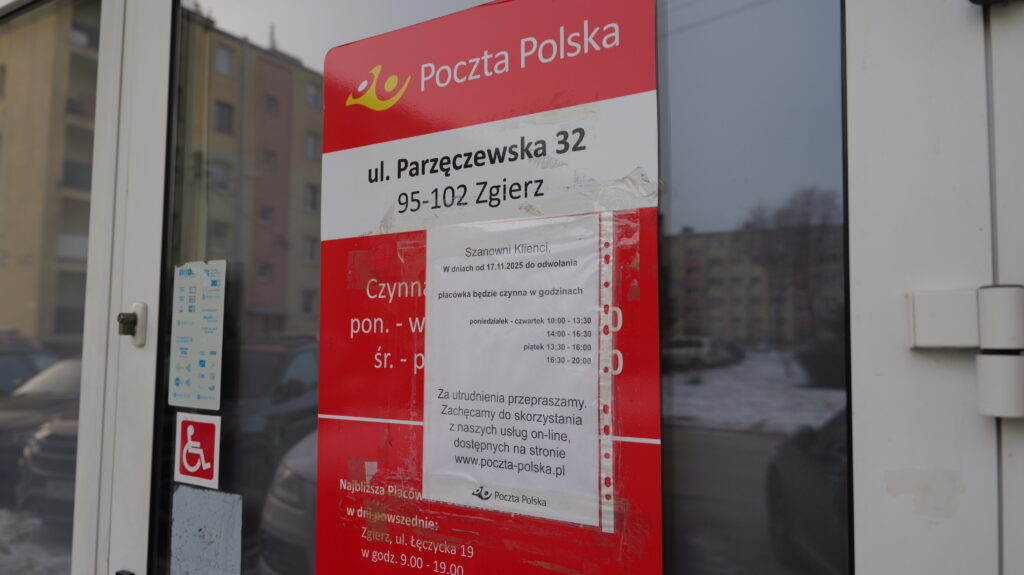 Poczta Polska
ul. Parzęczewska 32
95-102 Zgierz
Szanowni Klienci,
W dniach od 17.11.2025 do odwołania
placówka będzie czynna w godzinach
poniedziałek - czwartek 10:00 - 13:30
14:00 - 16:30
piątek 13:30 - 16:00
16:30 - 20:00
Za utrudnienia przepraszamy.
Zachęcamy do skorzystania
z naszych usług on-line,
dostępnych na stronie
www.poczta-polska.pl
Poczta Polska
Czynna
pon. - w
śr. - p
Najbliższa Placów
w dni powszednie:
Zgierz, ul. Łęczycka 19
w godz. 9.00 - 19.00